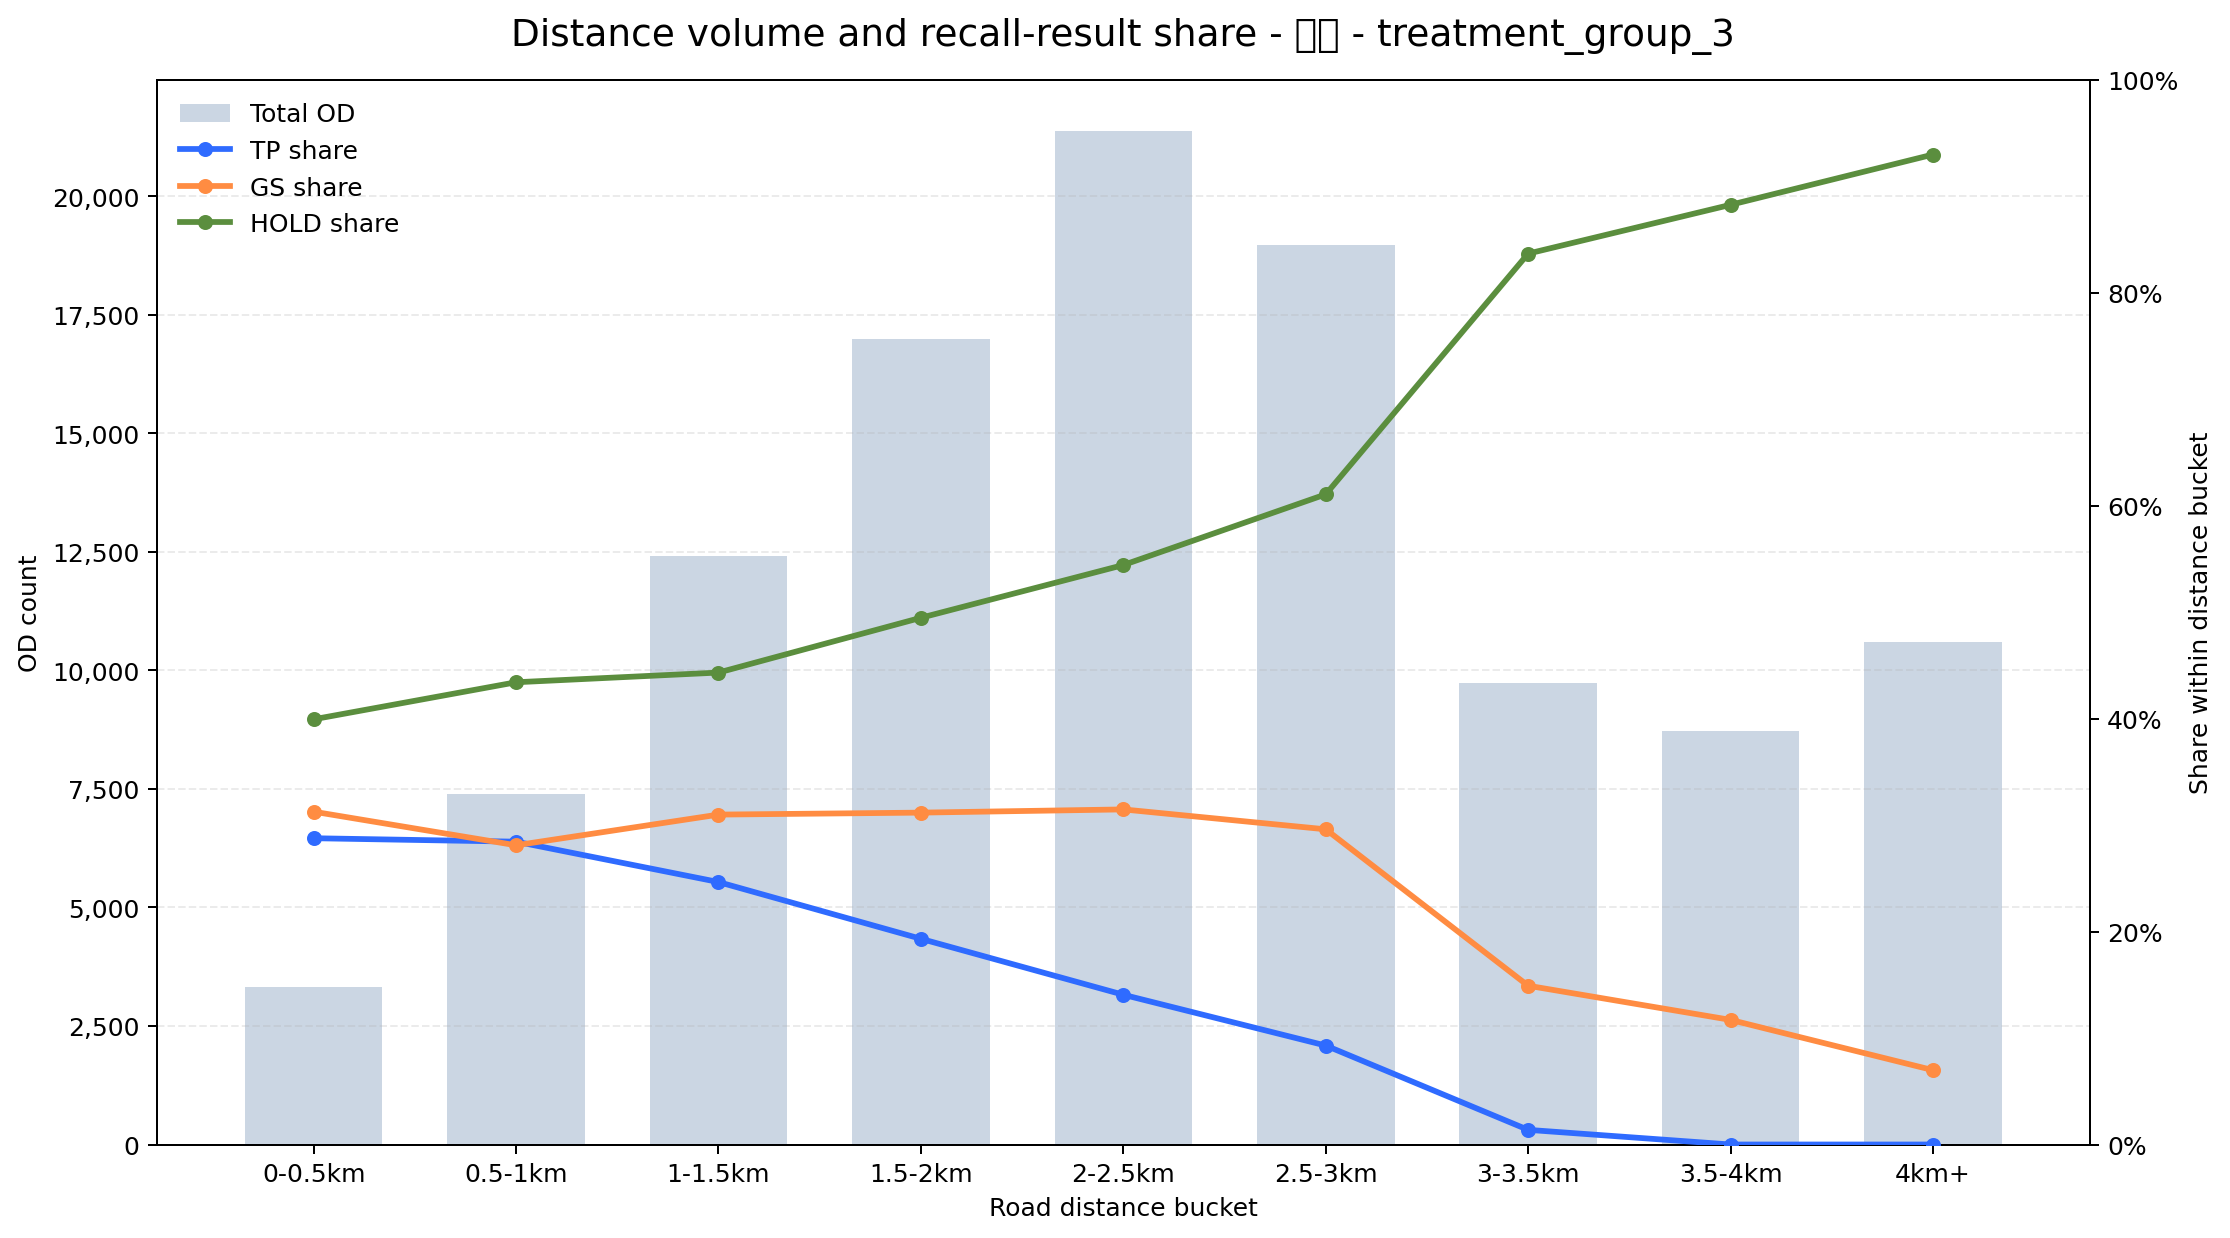 Distance volume and recall-result share - - treatment_group_3
Total OD
TP share
GS share
HOLD share
100%
80%
60%
40%
20%
0%
Share within distance bucket
20,000
17,500
15,000
12,500
10,000
7,500
5,000
2,500
0
OD count
0-0.5km
0.5-1km
1-1.5km
1.5-2km
2-2.5km
2.5-3km
3-3.5km
3.5-4km
4km+
Road distance bucket